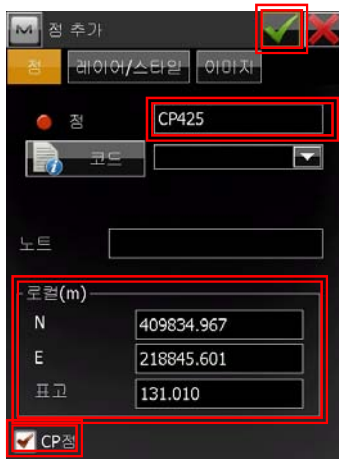 점 추가
점 레이어/스타일 이미지
점 CP425
코드
노트
로컬(m)
N 409834.967
E 218845.601
표고 131.010
CP점